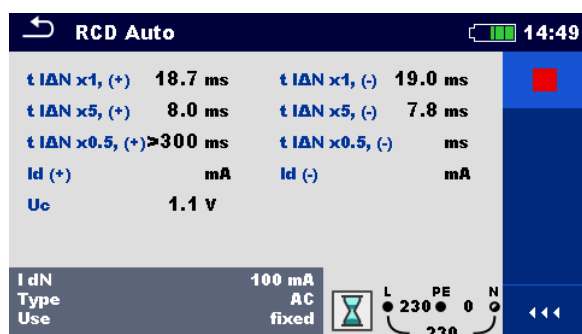 RCD Auto 14:49
t IΔN x1, (+) 18.7 ms t IΔN x1, (-) 19.0 ms
t IΔN x5, (+) 8.0 ms t IΔN x5, (-) 7.8 ms
t IΔN x0.5, (+) >300 ms t IΔN x0.5, (-) ms
Id (+) mA Id (-) mA
Uc 1.1 V
I dN 100 mA
Type AC
Use fixed
L PE N
230 0
230